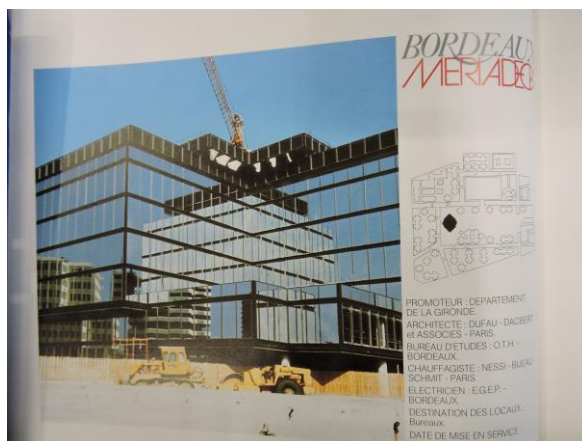 BORDEAUX
MERIADECK
PROMOTEUR : DEPARTEMENT
DE LA GIRONDE.
ARCHITECTE : DUFAU - DACBERT
et ASSOCIES - PARIS.
BUREAU D'ETUDES : O.T.H. -
BORDEAUX.
CHAUFFAGISTE : NESSI -
SCHMIT - PARIS.
ELECTRICIEN : E.G.E.P. -
BORDEAUX.
DESTINATION DES LOCAUX :
Bureaux.
DATE DE MISE EN SERVICE